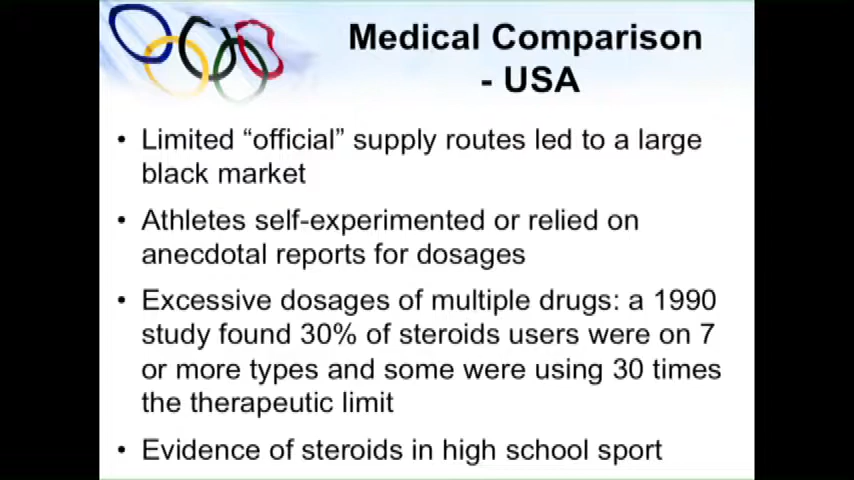 Medical Comparison
- USA
• Limited “official” supply routes led to a large
black market
• Athletes self-experimented or relied on
anecdotal reports for dosages
• Excessive dosages of multiple drugs: a 1990
study found 30% of steroids users were on 7
or more types and some were using 30 times
the therapeutic limit
• Evidence of steroids in high school sport